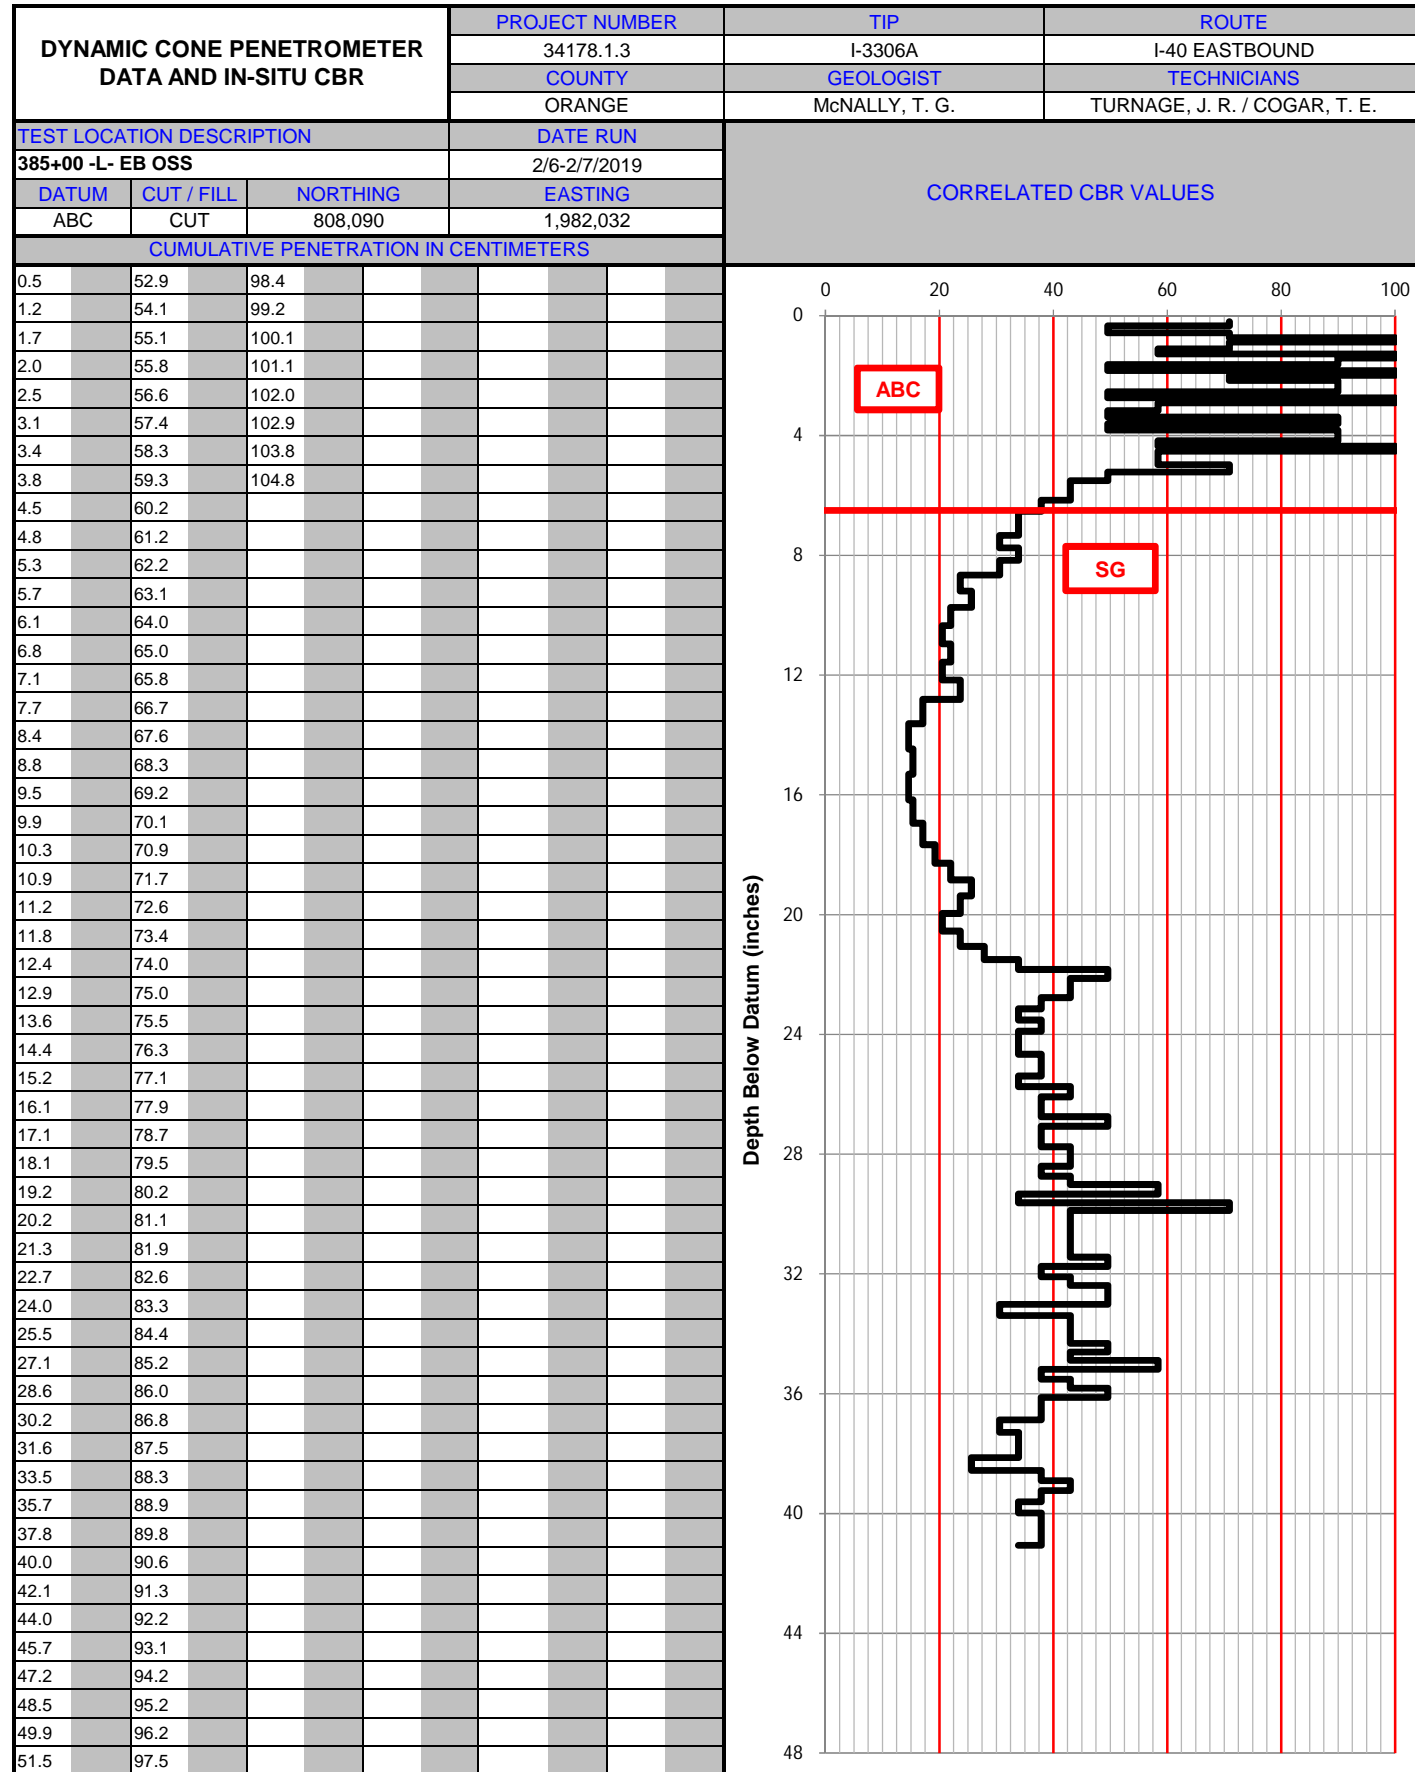 DYNAMIC CONE PENETROMETER
DATA AND IN-SITU CBR
PROJECT NUMBER TIP ROUTE
34178.1.3 I-3306A I-40 EASTBOUND
COUNTY GEOLOGIST TECHNICIANS
ORANGE McNALLY, T. G. TURNAGE, J. R. / COGAR, T. E.
TEST LOCATION DESCRIPTION DATE RUN
385+00 -L- EB OSS 2/6-2/7/2019
DATUM CUT / FILL NORTHING EASTING
ABC CUT 808,090 1,982,032
CUMULATIVE PENETRATION IN CENTIMETERS
CORRELATED CBR VALUES
0.5 52.9 98.4
1.2 54.1 99.2
1.7 55.1 100.1
2.0 55.8 101.1
2.5 56.6 102.0
3.1 57.4 102.9
3.4 58.3 103.8
3.8 59.3 104.8
4.5 60.2
4.8 61.2
5.3 62.2
5.7 63.1
6.1 64.0
6.8 65.0
7.1 65.8
7.7 66.7
8.4 67.6
8.8 68.3
9.5 69.2
9.9 70.1
10.3 70.9
10.9 71.7
11.2 72.6
11.8 73.4
12.4 74.0
12.9 75.0
13.6 75.5
14.4 76.3
15.2 77.1
16.1 77.9
17.1 78.7
18.1 79.5
19.2 80.2
20.2 81.1
21.3 81.9
22.7 82.6
24.0 83.3
25.5 84.4
27.1 85.2
28.6 86.0
30.2 86.8
31.6 87.5
33.5 88.3
35.7 88.9
37.8 89.8
40.0 90.6
42.1 91.3
44.0 92.2
45.7 93.1
47.2 94.2
48.5 95.2
49.9 96.2
51.5 97.5
0 20 40 60 80 100
0
4
8
12
16
20
24
28
32
36
40
44
48
Depth Below Datum (inches)
ABC
SG